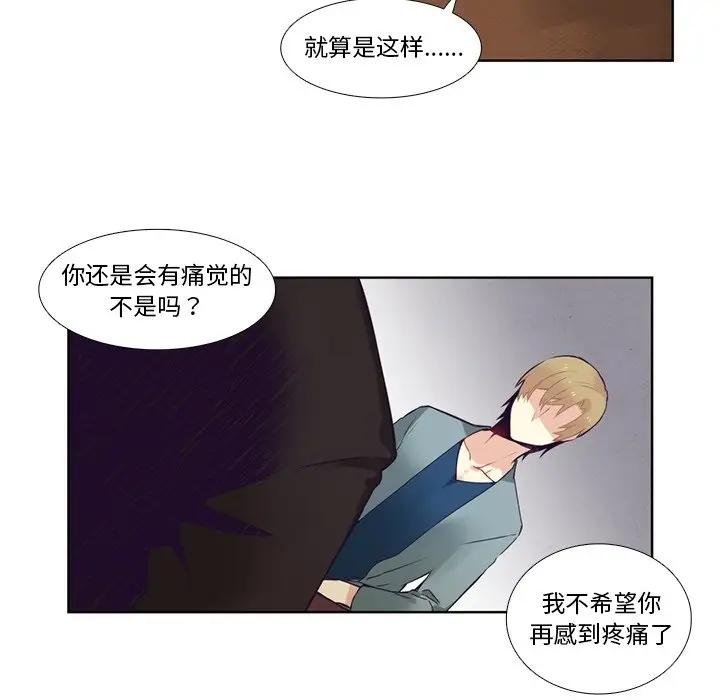 就算是这样......
你还是会有痛觉的
不是吗？
我不希望你
再感到疼痛了